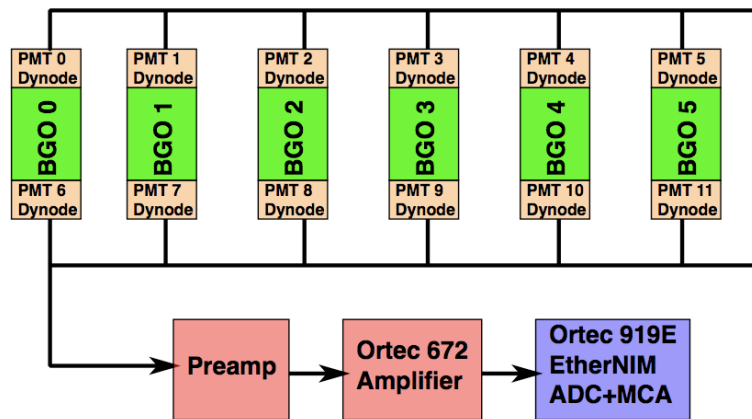 PMT 0
Dynode
PMT 1
Dynode
PMT 2
Dynode
PMT 3
Dynode
PMT 4
Dynode
PMT 5
Dynode
BGO 0
BGO 1
BGO 2
BGO 3
BGO 4
BGO 5
PMT 6
Dynode
PMT 7
Dynode
PMT 8
Dynode
PMT 9
Dynode
PMT 10
Dynode
PMT 11
Dynode
Preamp
Ortec 672
Amplifier
Ortec 919E
EtherNIM
ADC+MCA